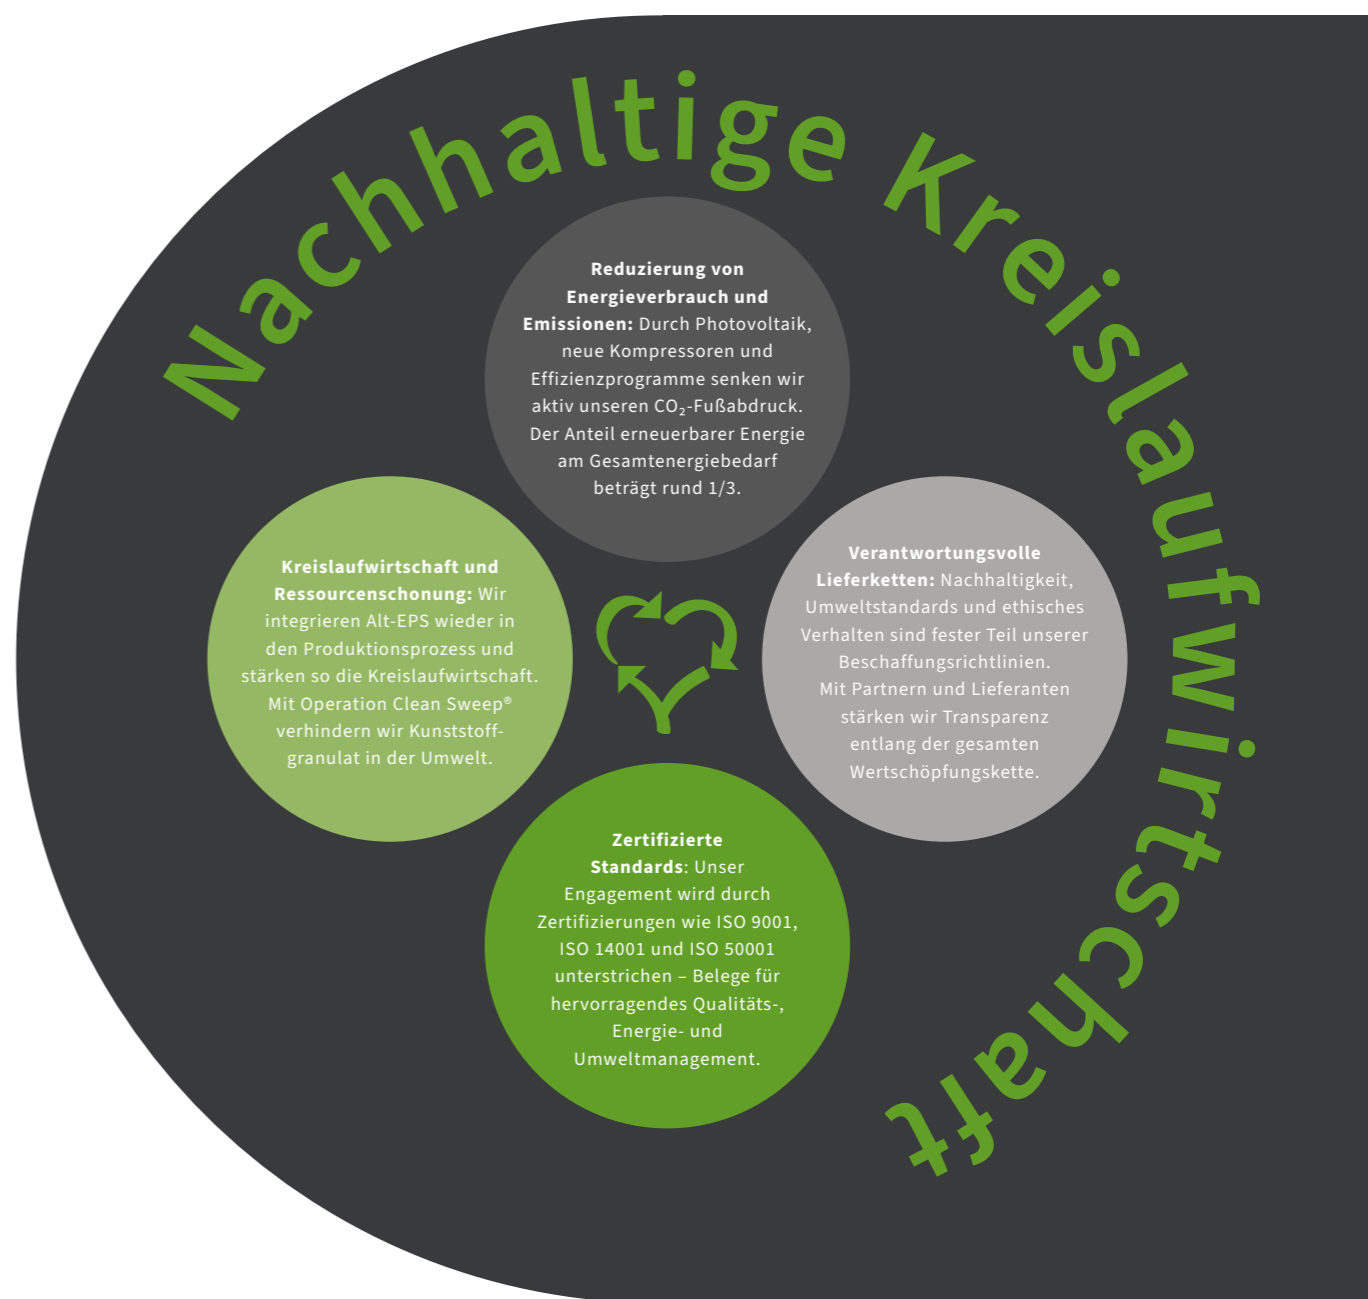 Nachhaltige Kreislaufwirtschaft
Reduzierung von
Energieverbrauch und
Emissionen: Durch Photovoltaik,
neue Kompressoren und
Effizienzprogramme senken wir
aktiv unseren CO₂-Fußabdruck.
Der Anteil erneuerbarer Energie
am Gesamtenergiebedarf
beträgt rund 1/3.
Kreislaufwirtschaft und
Ressourcenschonung: Wir
integrieren Alt-EPS wieder in
den Produktionsprozess und
stärken so die Kreislaufwirtschaft.
Mit Operation Clean Sweep®
verhindern wir Kunststoff-
granulat in der Umwelt.
Verantwortungsvolle
Lieferketten: Nachhaltigkeit,
Umweltstandards und ethisches
Verhalten sind fester Teil unserer
Beschaffungsrichtlinien.
Mit Partnern und Lieferanten
stärken wir Transparenz
entlang der gesamten
Wertschöpfungskette.
Zertifizierte
Standards: Unser
Engagement wird durch
Zertifizierungen wie ISO 9001,
ISO 14001 und ISO 50001
unterstrichen – Belege für
hervorragendes Qualitäts-,
Energie- und
Umweltmanagement.